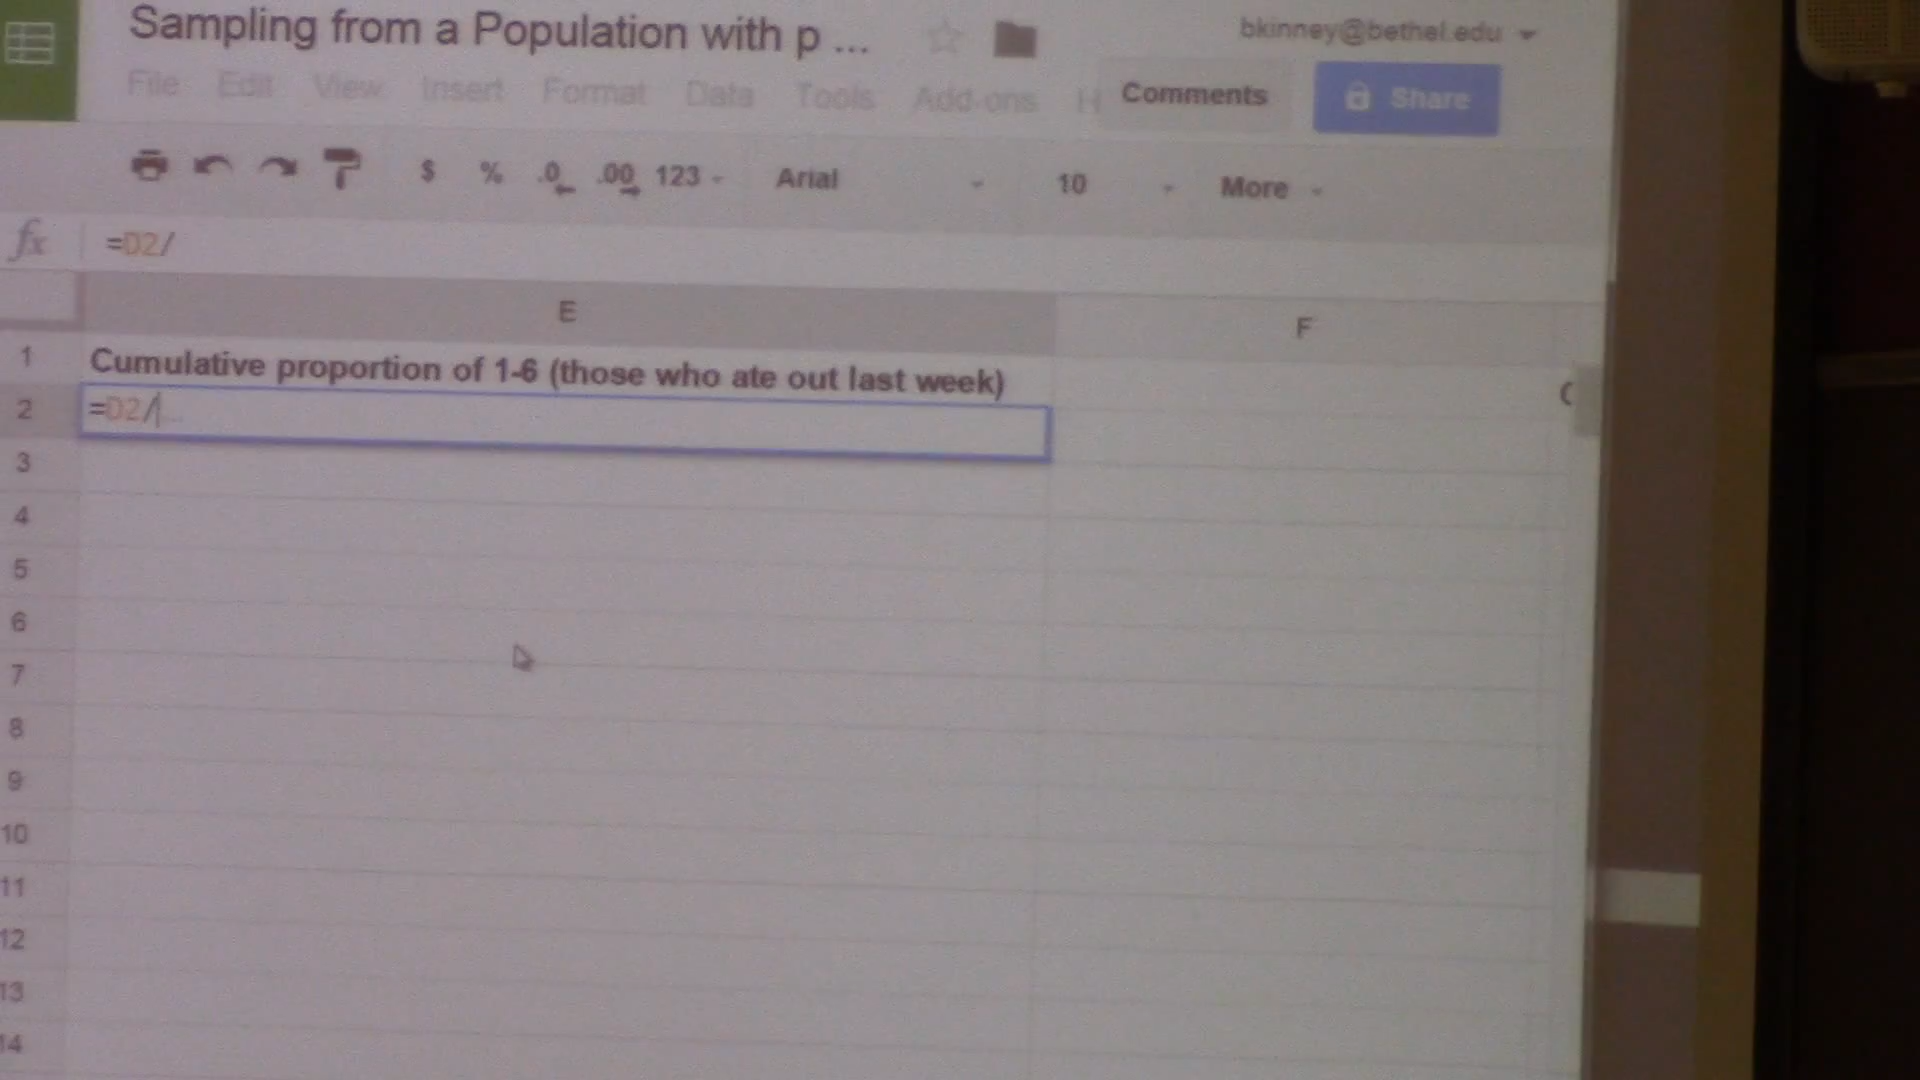 Sampling from a Population with p ...
bkinney@bethel.edu
File Edit View Insert Format Data Tools Add-ons H
Comments
Share
$ % .0 .00 123 Arial 10 More
fx =D2/
E F
1 Cumulative proportion of 1-6 (those who ate out last week)
2 =D2/
3
4
5
6
7
8
9
10
11
12
13
14